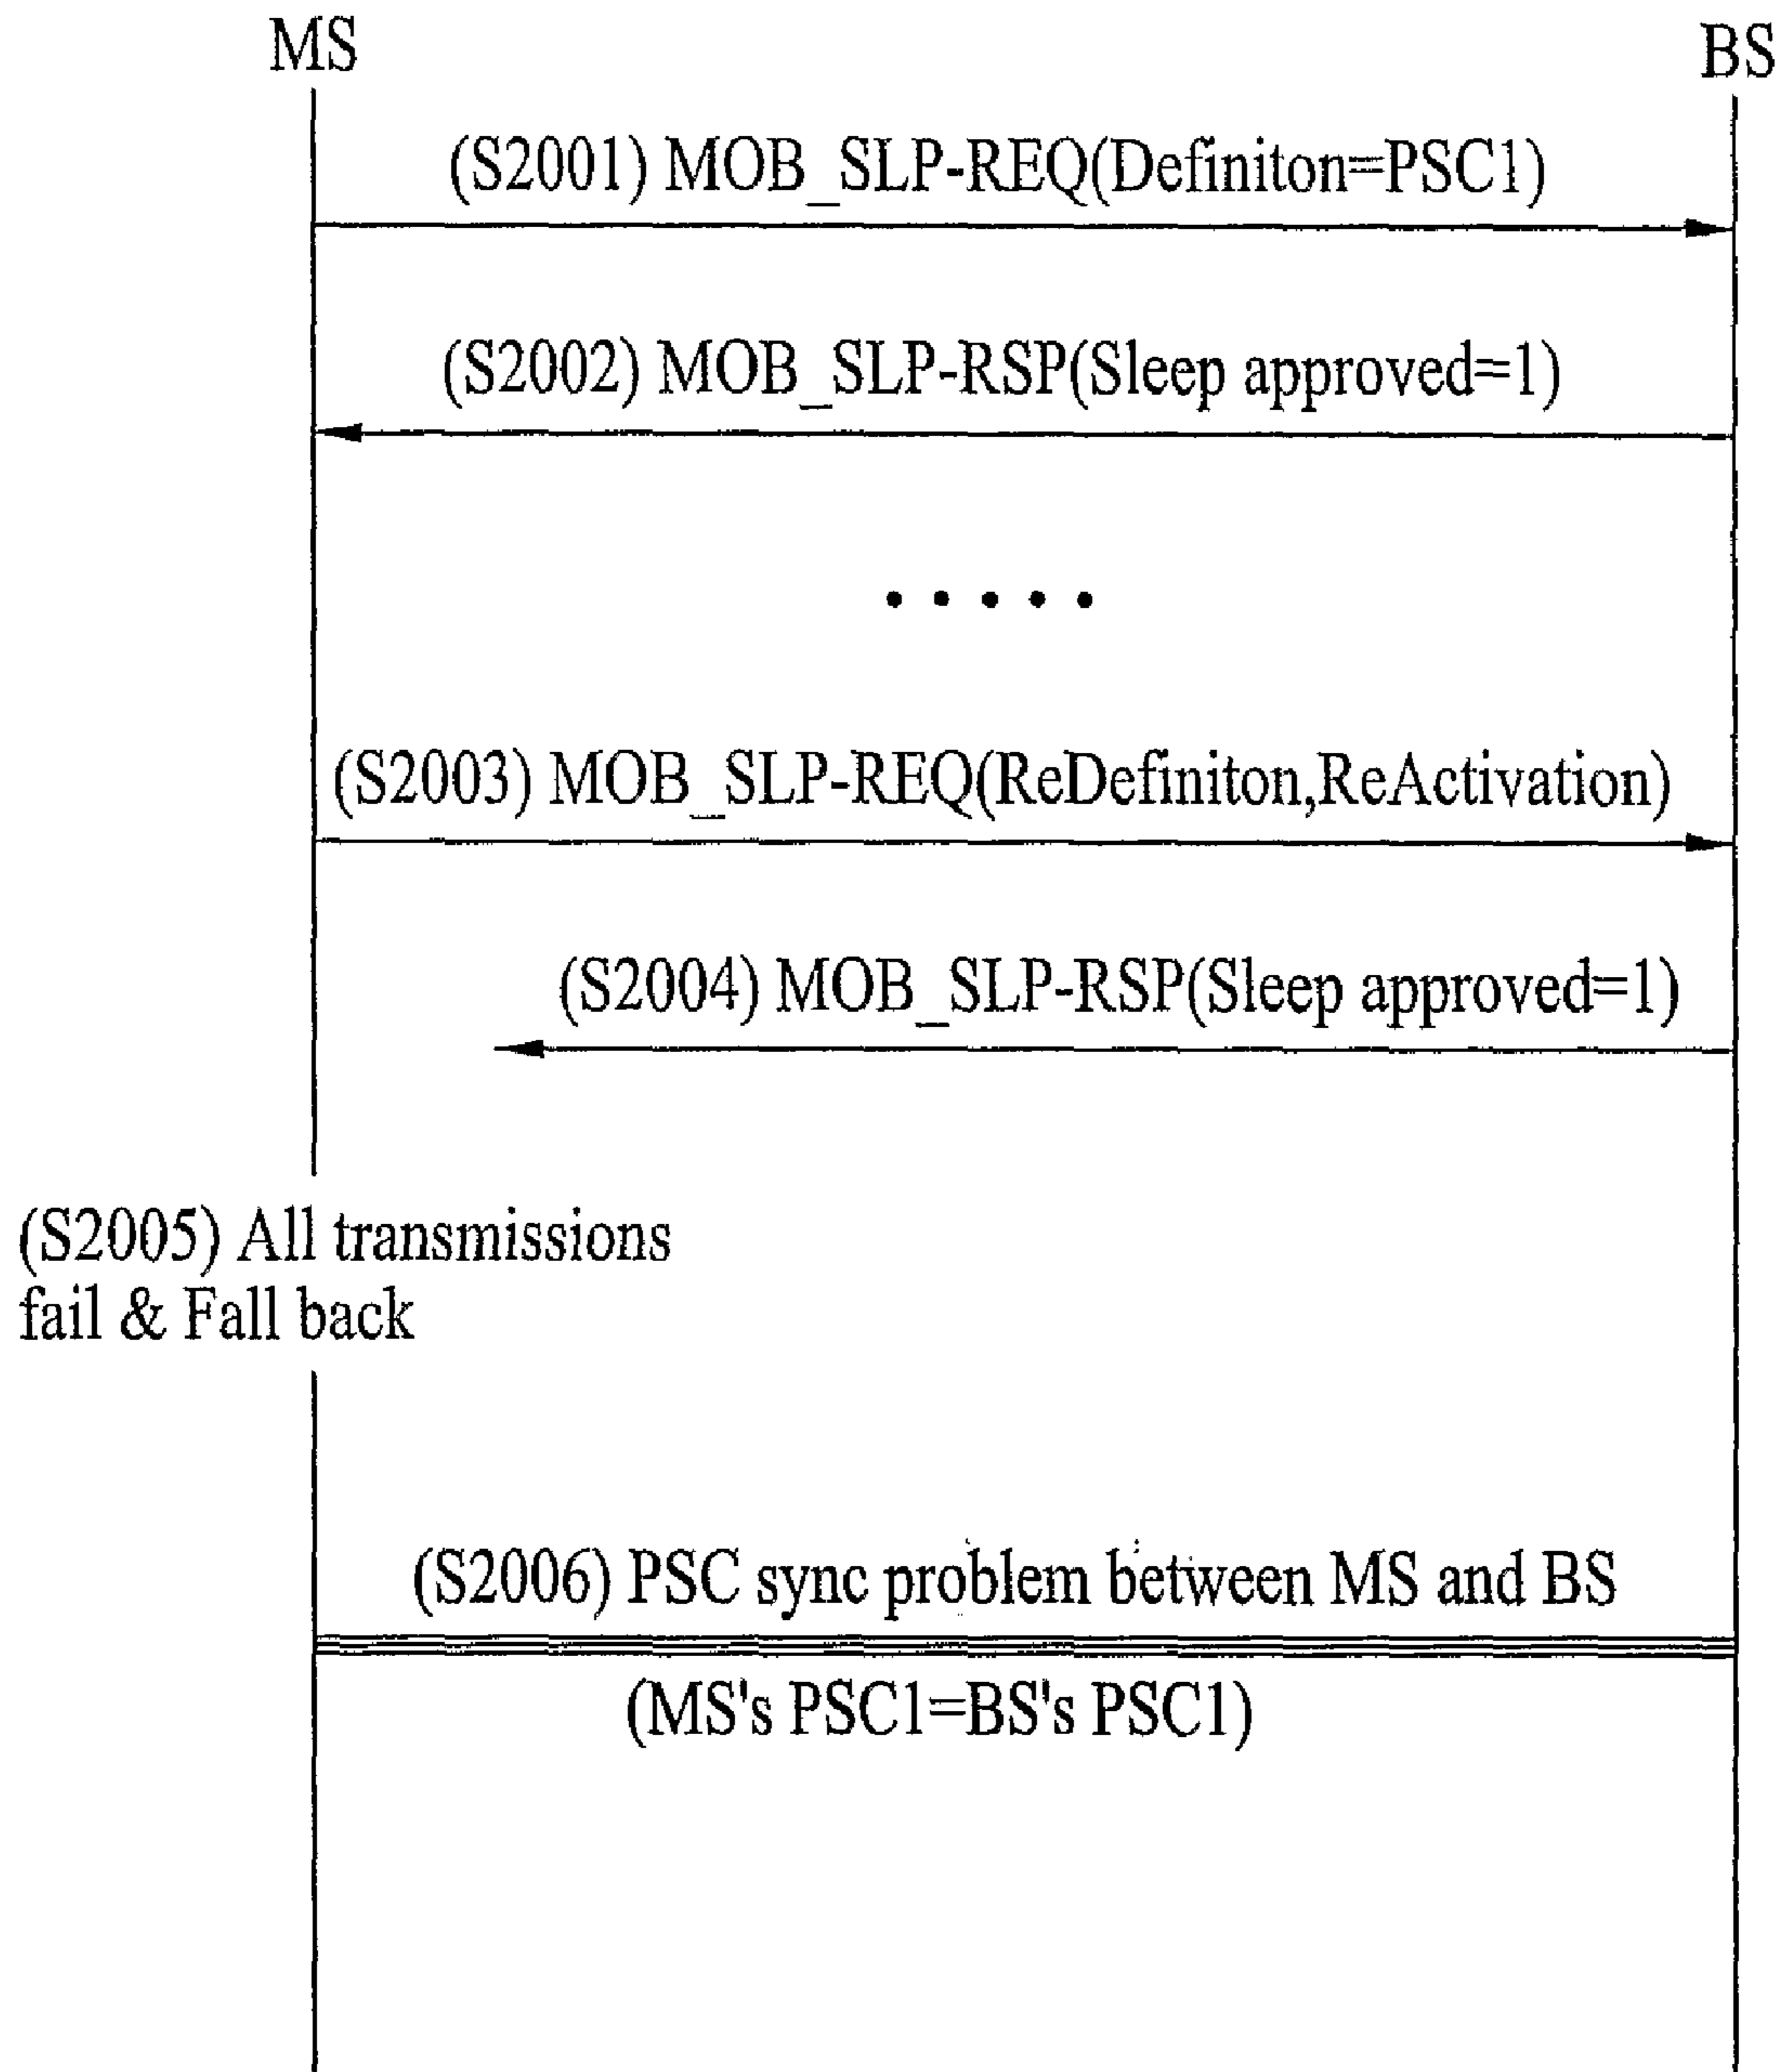 MS
BS
(S2001) MOB_SLP-REQ(Definiton=PSC1)
(S2002) MOB_SLP-RSP(Sleep approved=1)
(S2003) MOB_SLP-REQ(ReDefiniton,ReActivation)
(S2004) MOB_SLP-RSP(Sleep approved=1)
(S2005) All transmissions
fail & Fall back
(S2006) PSC sync problem between MS and BS
(MS's PSC1=BS's PSC1)